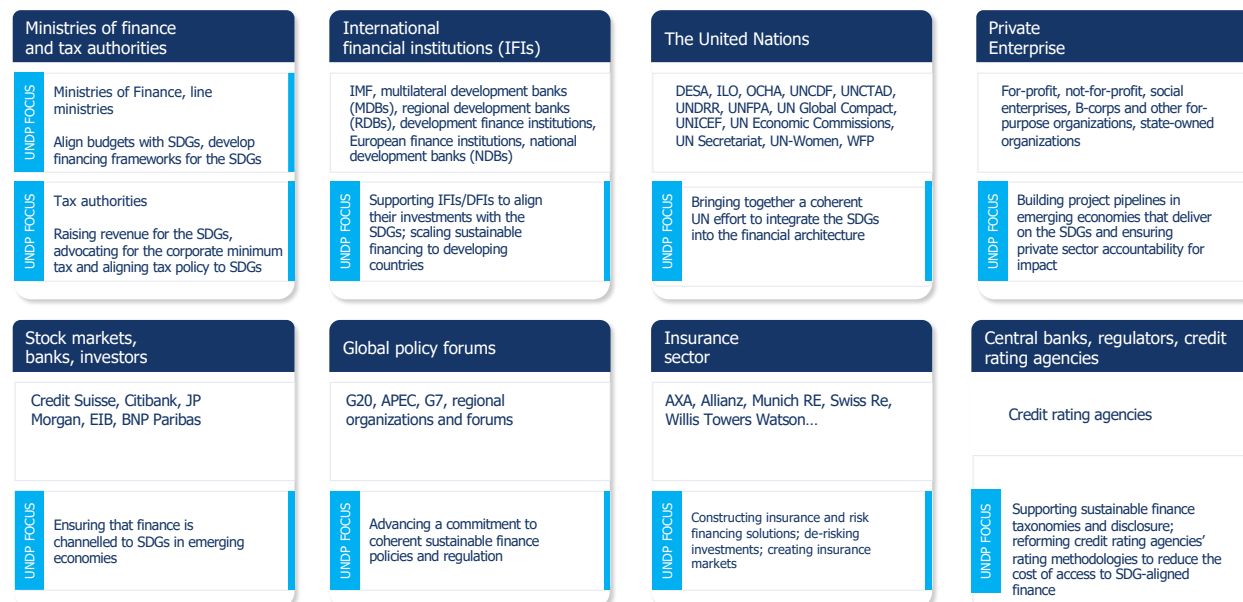 Ministries of finance
and tax authorities
UNDP FOCUS
Ministries of Finance, line
ministries
Align budgets with SDGs, develop
financing frameworks for the SDGs
UNDP FOCUS
Tax authorities
Raising revenue for the SDGs,
advocating for the corporate minimum
tax and aligning tax policy to SDGs
International
financial institutions (IFIs)
IMF, multilateral development banks
(MDBs), regional development banks
(RDBs), development finance institutions,
European finance institutions, national
development banks (NDBs)
UNDP FOCUS
Supporting IFIs/DFIs to align
their investments with the
SDGs; scaling sustainable
financing to developing
countries
The United Nations
DESA, ILO, OCHA, UNCDF, UNCTAD,
UNDRR, UNFPA, UN Global Compact,
UNICEF, UN Economic Commissions,
UN Secretariat, UN-Women, WFP
UNDP FOCUS
Bringing together a coherent
UN effort to integrate the SDGs
into the financial architecture
Private
Enterprise
For-profit, not-for-profit, social
enterprises, B-corps and other for-
purpose organizations, state-owned
organizations
UNDP FOCUS
Building project pipelines in
emerging economies that deliver
on the SDGs and ensuring
private sector accountability for
impact
Stock markets,
banks, investors
Credit Suisse, Citibank, JP
Morgan, EIB, BNP Paribas
UNDP FOCUS
Ensuring that finance is
channelled to SDGs in emerging
economies
Global policy forums
G20, APEC, G7, regional
organizations and forums
UNDP FOCUS
Advancing a commitment to
coherent sustainable finance
policies and regulation
Insurance
sector
AXA, Allianz, Munich RE, Swiss Re,
Willis Towers Watson…
UNDP FOCUS
Constructing insurance and risk
financing solutions; de-risking
investments; creating insurance
markets
Central banks, regulators, credit
rating agencies
Credit rating agencies
UNDP FOCUS
Supporting sustainable finance
taxonomies and disclosure;
reforming credit rating agencies'
rating methodologies to reduce the
cost of access to SDG-aligned
finance